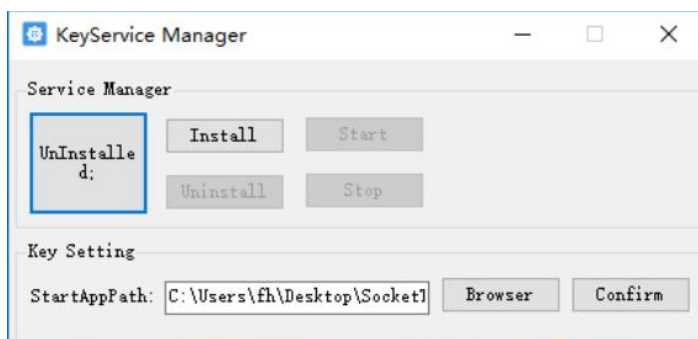 KeyService Manager
Service Manager
UnInstalle
d;
Install
Start
Uninstall
Stop
Key Setting
StartAppPath: C:\Users\fh\Desktop\Socket Browser Confirm